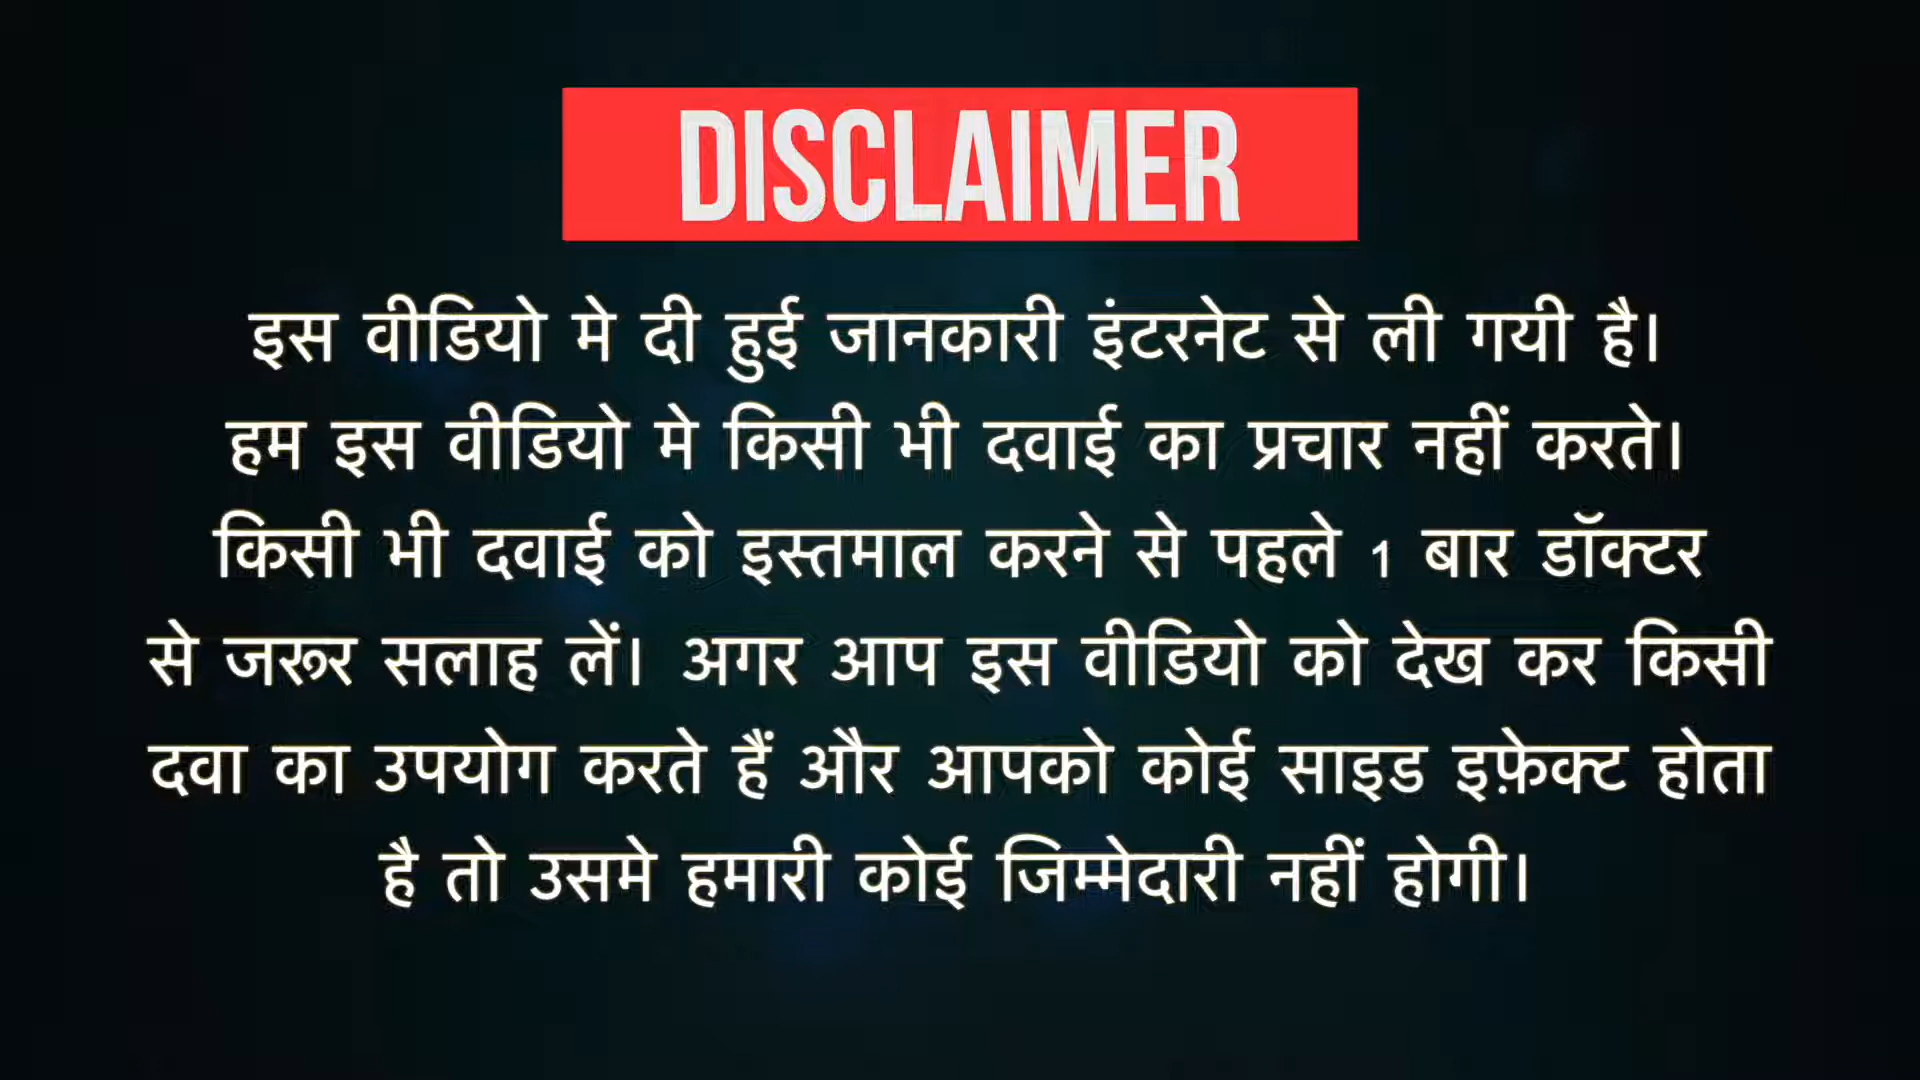 DISCLAIMER
इस वीडियो मे दी हुई जानकारी इंटरनेट से ली गयी है।
हम इस वीडियो मे किसी भी दवाई का प्रचार नहीं करते।
किसी भी दवाई को इस्तमाल करने से पहले 1 बार डॉक्टर
से जरूर सलाह लें। अगर आप इस वीडियो को देख कर किसी
दवा का उपयोग करते हैं और आपको कोई साइड इफ़ेक्ट होता
है तो उसमे हमारी कोई जिम्मेदारी नहीं होगी।